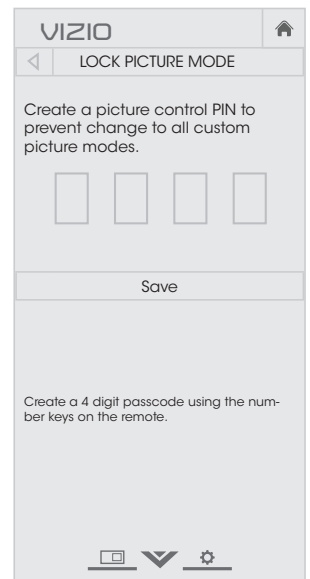 VIZIO
LOCK PICTURE MODE
Create a picture control PIN to
prevent change to all custom
picture modes.
Save
Create a 4 digit passcode using the num-
ber keys on the remote.